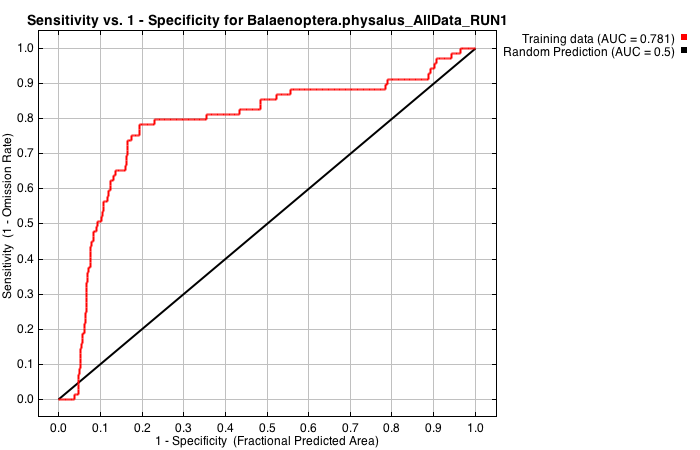 Sensitivity vs. 1 - Specificity for Balaenoptera.physalus_AllData_RUN1
Training data (AUC = 0.781)
Random Prediction (AUC = 0.5)
Sensitivity (1 - Omission Rate)
1.0
0.9
0.8
0.7
0.6
0.5
0.4
0.3
0.2
0.1
0.0
0.0 0.1 0.2 0.3 0.4 0.5 0.6 0.7 0.8 0.9 1.0
1 - Specificity (Fractional Predicted Area)